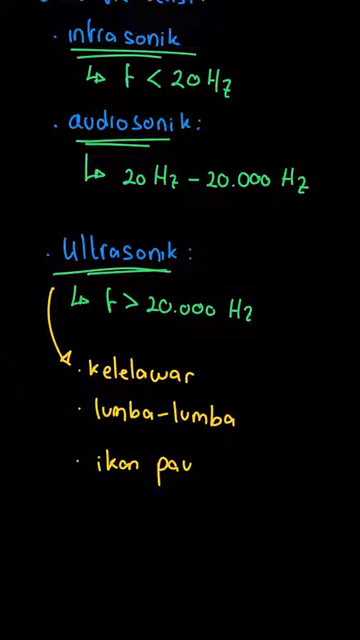 · infrasonik
↳ f < 20 Hz
· audiosonik:
↳ 20 Hz - 20.000 Hz
· Ultrasonik:
↳ f > 20.000 Hz
· kelelawar
· lumba-lumba
· ikan pau